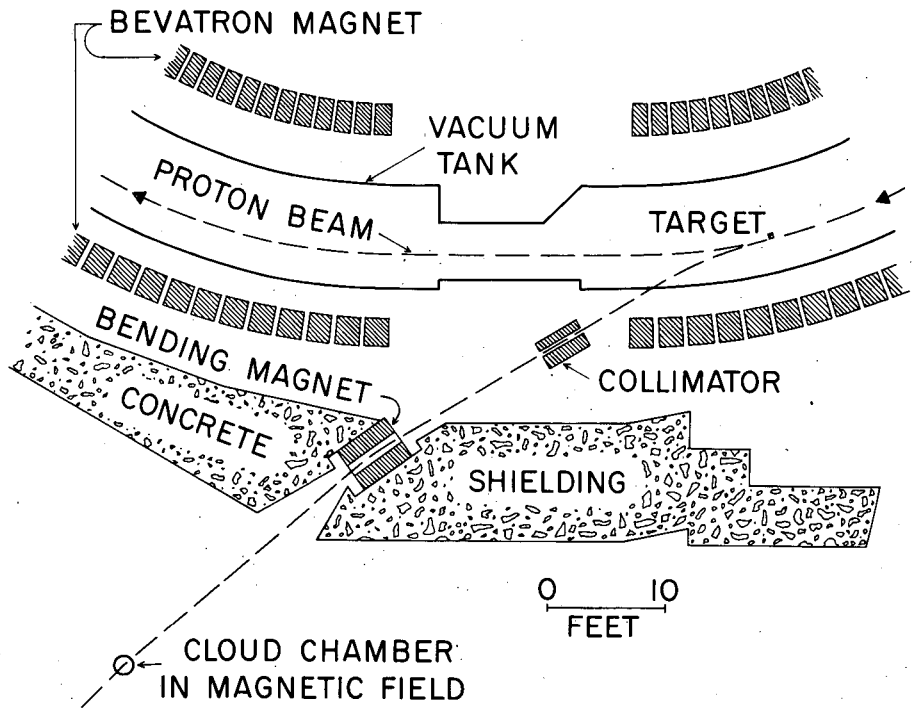 BEVATRON MAGNET
VACUUM
TANK
PROTON BEAM
TARGET
BENDING MAGNET
COLLIMATOR
CONCRETE
SHIELDING
0 10
FEET
CLOUD CHAMBER
IN MAGNETIC FIELD